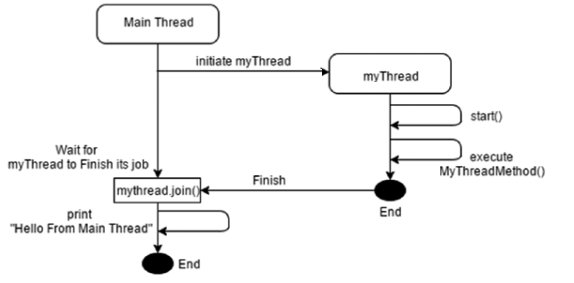 Main Thread
initiate myThread
myThread
start()
execute
MyThreadMethod()
Wait for
myThread to Finish its job
mythread.join()
Finish
End
print
"Hello From Main Thread"
End